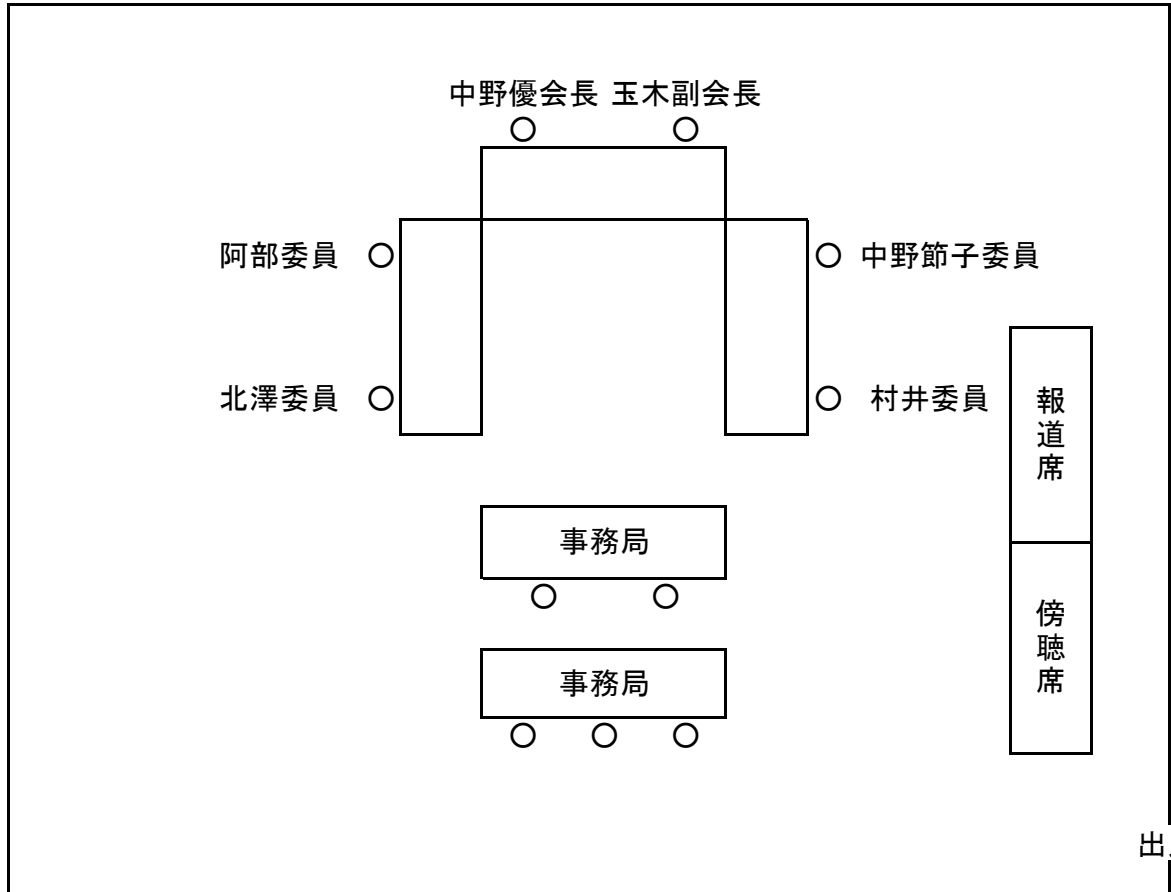 中野優会長 玉木副会長
阿部委員 中野節子委員
北澤委員 村井委員
報道席
事務局
傍聴席
事務局
出